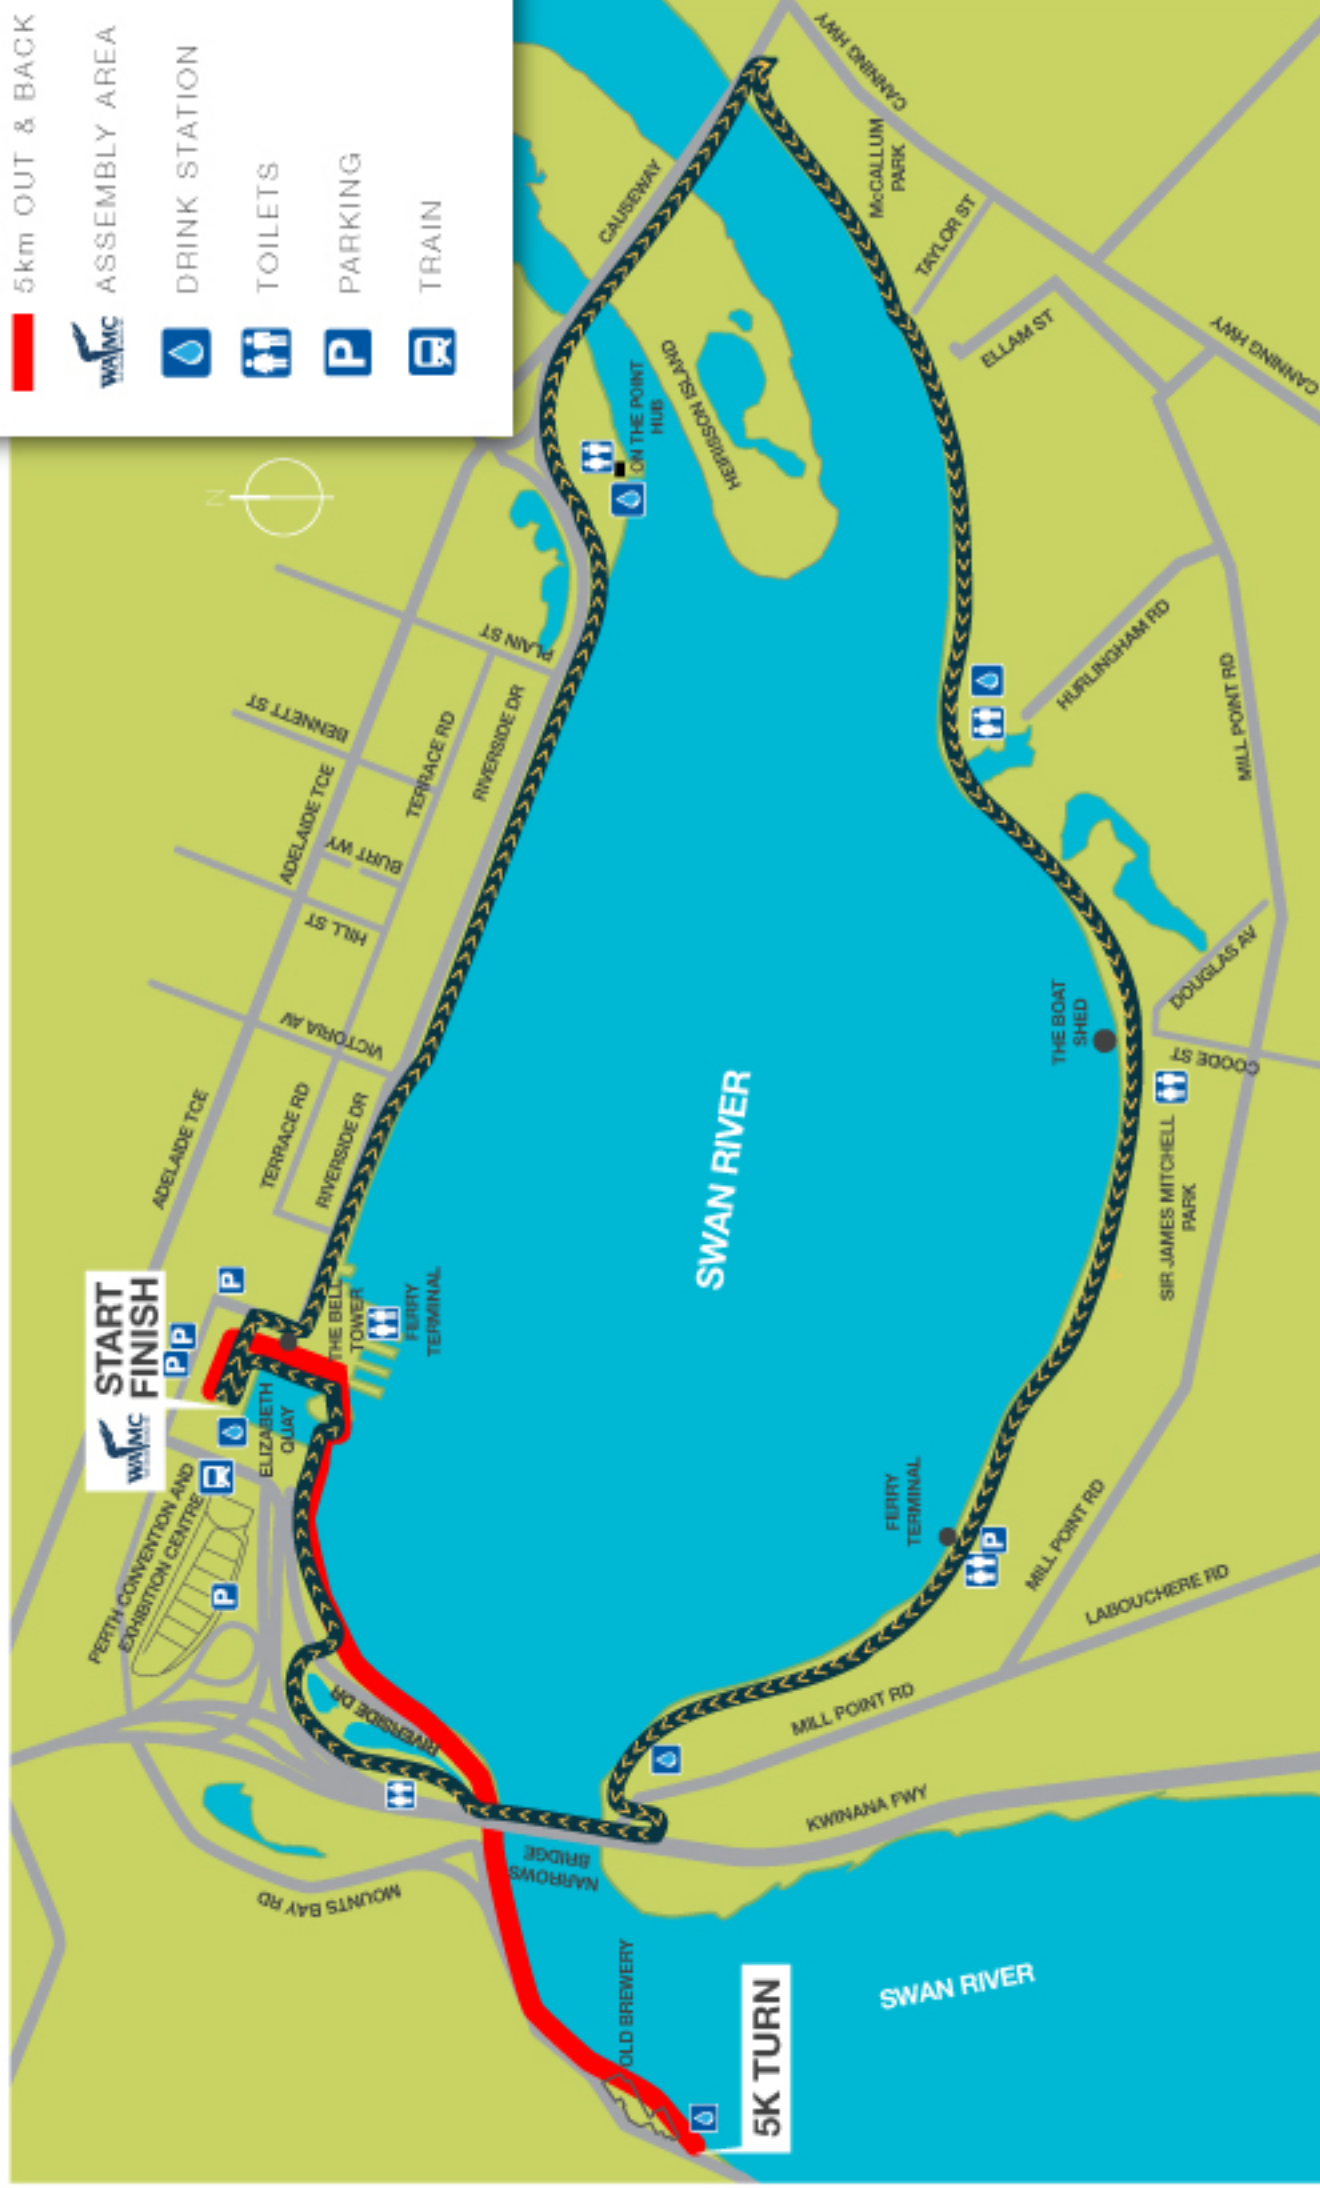 5km OUT & BACK
WAMC ASSEMBLY AREA
DRINK STATION
TOILETS
P PARKING
TRAIN
N
START
FINISH
WAMC
P
P
P
P
PERTH CONVENTION AND
EXHIBITION CENTRE
ELIZABETH
QUAY
THE BELL
TOWER
FERRY
TERMINAL
ADELAIDE TCE
TERRACE RD
RIVERSIDE DR
VICTORIA AV
HILL ST
ADELAIDE TCE
BURT WY
BENNETT ST
TERRACE RD
RIVERSIDE DR
PLAIN ST
ON THE POINT
HUB
HEIRISSON ISLAND
CAUSEWAY
CANNING HWY
McCALLUM
PARK
TAYLOR ST
ELLAM ST
CANNING HWY
HURLINGHAM RD
MILL POINT RD
DOUGLAS AV
COODE ST
THE BOAT
SHED
SIR JAMES MITCHELL
PARK
SWAN RIVER
FERRY
TERMINAL
P
MILL POINT RD
LABOUCHERE RD
MILL POINT RD
KWINANA FWY
RIVERSIDE DR
NARROWS
BRIDGE
MOUNTS BAY RD
OLD BREWERY
5K TURN
SWAN RIVER